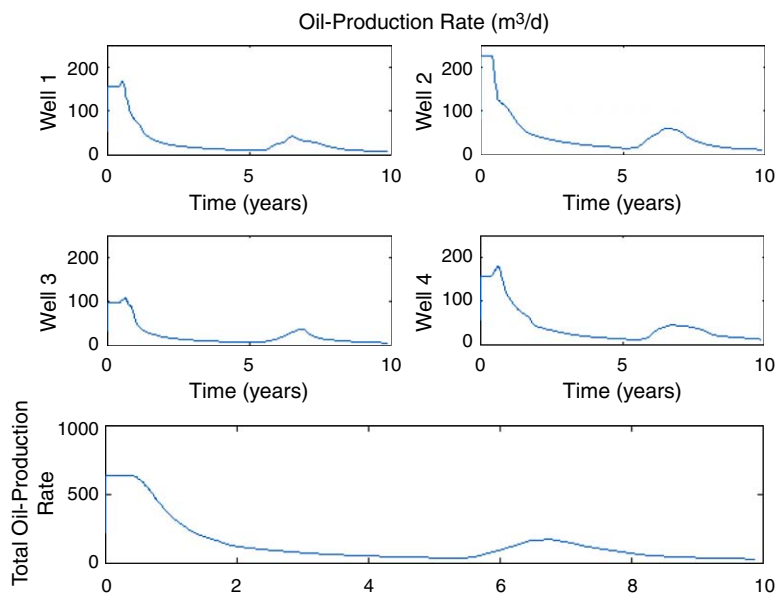 Oil-Production Rate (m³/d)
Well 1
200
100
0
0 5 10
Time (years)
Well 2
200
100
0
0 5 10
Time (years)
Well 3
200
100
0
0 5 10
Time (years)
Well 4
200
100
0
0 5 10
Time (years)
Total Oil-Production
Rate
1000
500
0
0 2 4 6 8 10